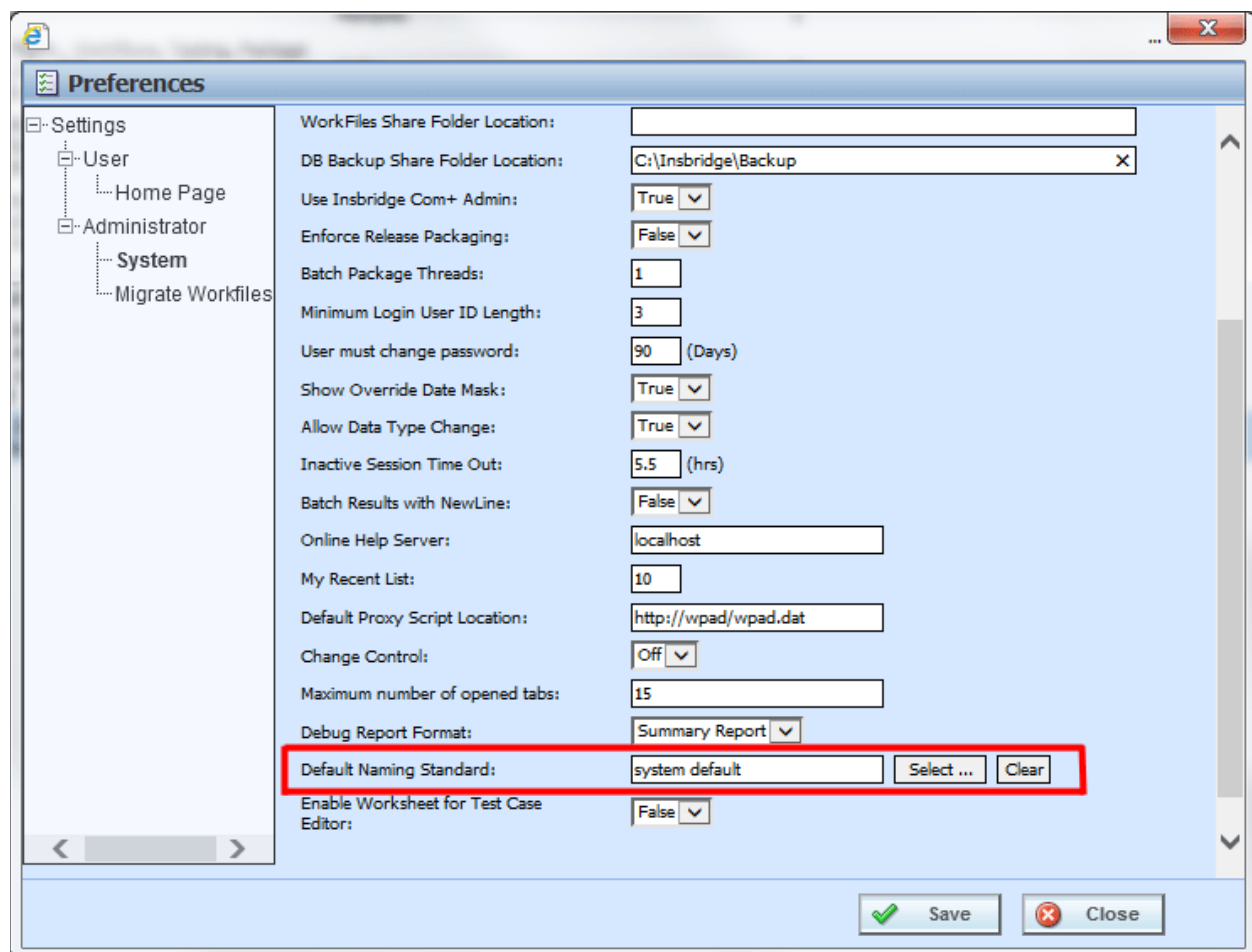 ...
Preferences
Settings
User
Home Page
Administrator
System
Migrate Workfiles
WorkFiles Share Folder Location:
DB Backup Share Folder Location: C:\Insbridge\Backup
Use Insbridge Com+ Admin: True
Enforce Release Packaging: False
Batch Package Threads: 1
Minimum Login User ID Length: 3
User must change password: 90 (Days)
Show Override Date Mask: True
Allow Data Type Change: True
Inactive Session Time Out: 5.5 (hrs)
Batch Results with NewLine: False
Online Help Server: localhost
My Recent List: 10
Default Proxy Script Location: http://wpad/wpad.dat
Change Control: Off
Maximum number of opened tabs: 15
Debug Report Format: Summary Report
Default Naming Standard: system default Select ... Clear
Enable Worksheet for Test Case
Editor: False
Save Close